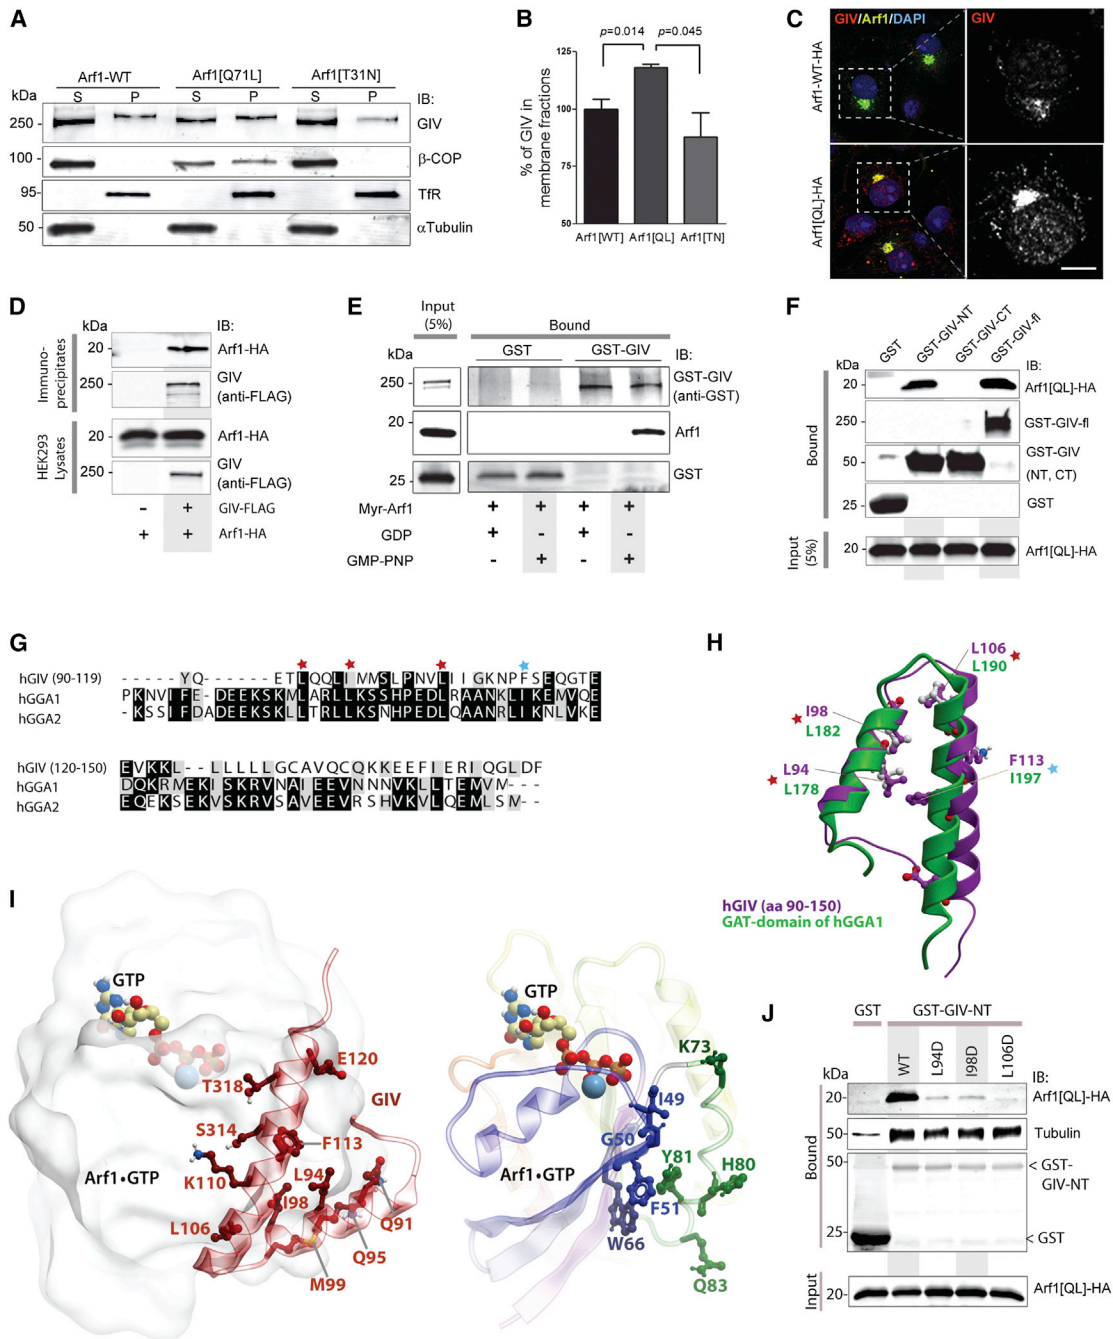 A
Arf1-WT Arf1[Q71L] Arf1[T31N]
kDa S P S P S P IB:
250 GIV
100 β-COP
95 TfR
50 αTubulin
B
p=0.014 p=0.045
% of GIV in
membrane fractions
125
100
75
50
Arf1[WT] Arf1[QL] Arf1[TN]
C
GIV/Arf1/DAPI GIV
Arf1-WT-HA
Arf1[QL]-HA
D
kDa IB:
Immuno-
precipitates
20 Arf1-HA
250 GIV
(anti-FLAG)
HEK293
Lysates
20 Arf1-HA
250 GIV
(anti-FLAG)
- + GIV-FLAG
+ + Arf1-HA
E
Input
(5%) Bound
kDa GST GST-GIV IB:
250 GST-GIV
(anti-GST)
20 Arf1
25 GST
Myr-Arf1 + + + +
GDP + - + -
GMP-PNP - + - +
F
GST GST-GIV-NT GST-GIV-CT GST-GIV-fl
kDa IB:
Bound
20 Arf1[QL]-HA
250 GST-GIV-fl
50 GST-GIV
(NT, CT)
25 GST
Input
(5%)
20 Arf1[QL]-HA
G
hGIV (90-119) - - - - - YQ - - - - - - ETLQQLIMMSLPNVLIIGKNPFSEQGTE
hGGA1 PKNVIFE-DEEKSKMLARLLKSSHPEDLRAANKLIKEMVQE
hGGA2 -KSSIFDADEEKSKLLTRLLKSNHPEDLQAANRLIKNLVKE
hGIV (120-150) EVKKL--LLLLLGCAVQCQKKEEFIERIQGLDF
hGGA1 DQKRMEKISKRVNAIEEVNNNVKLLTEMVM---
hGGA2 EQEKSEKVSKRVSAVEEVRSHVKVLQEMLSM--
H
L106
L190
I98
L182
F113
I197
L94
L178
hGIV (aa 90-150)
GAT-domain of hGGA1
I
GTP
E120
T318
GIV
S314
F113
K110
Arf1•GTP
L94
I98
L106
Q91
Q95
M99
GTP
K73
I49
G50
Y81
H80
Arf1•GTP
F51
W66
Q83
J
GST GST-GIV-NT
WT L94D I98D L106D
kDa IB:
Bound
20 Arf1[QL]-HA
50 Tubulin
50 < GST-
GIV-NT
25 < GST
Input
20 Arf1[QL]-HA